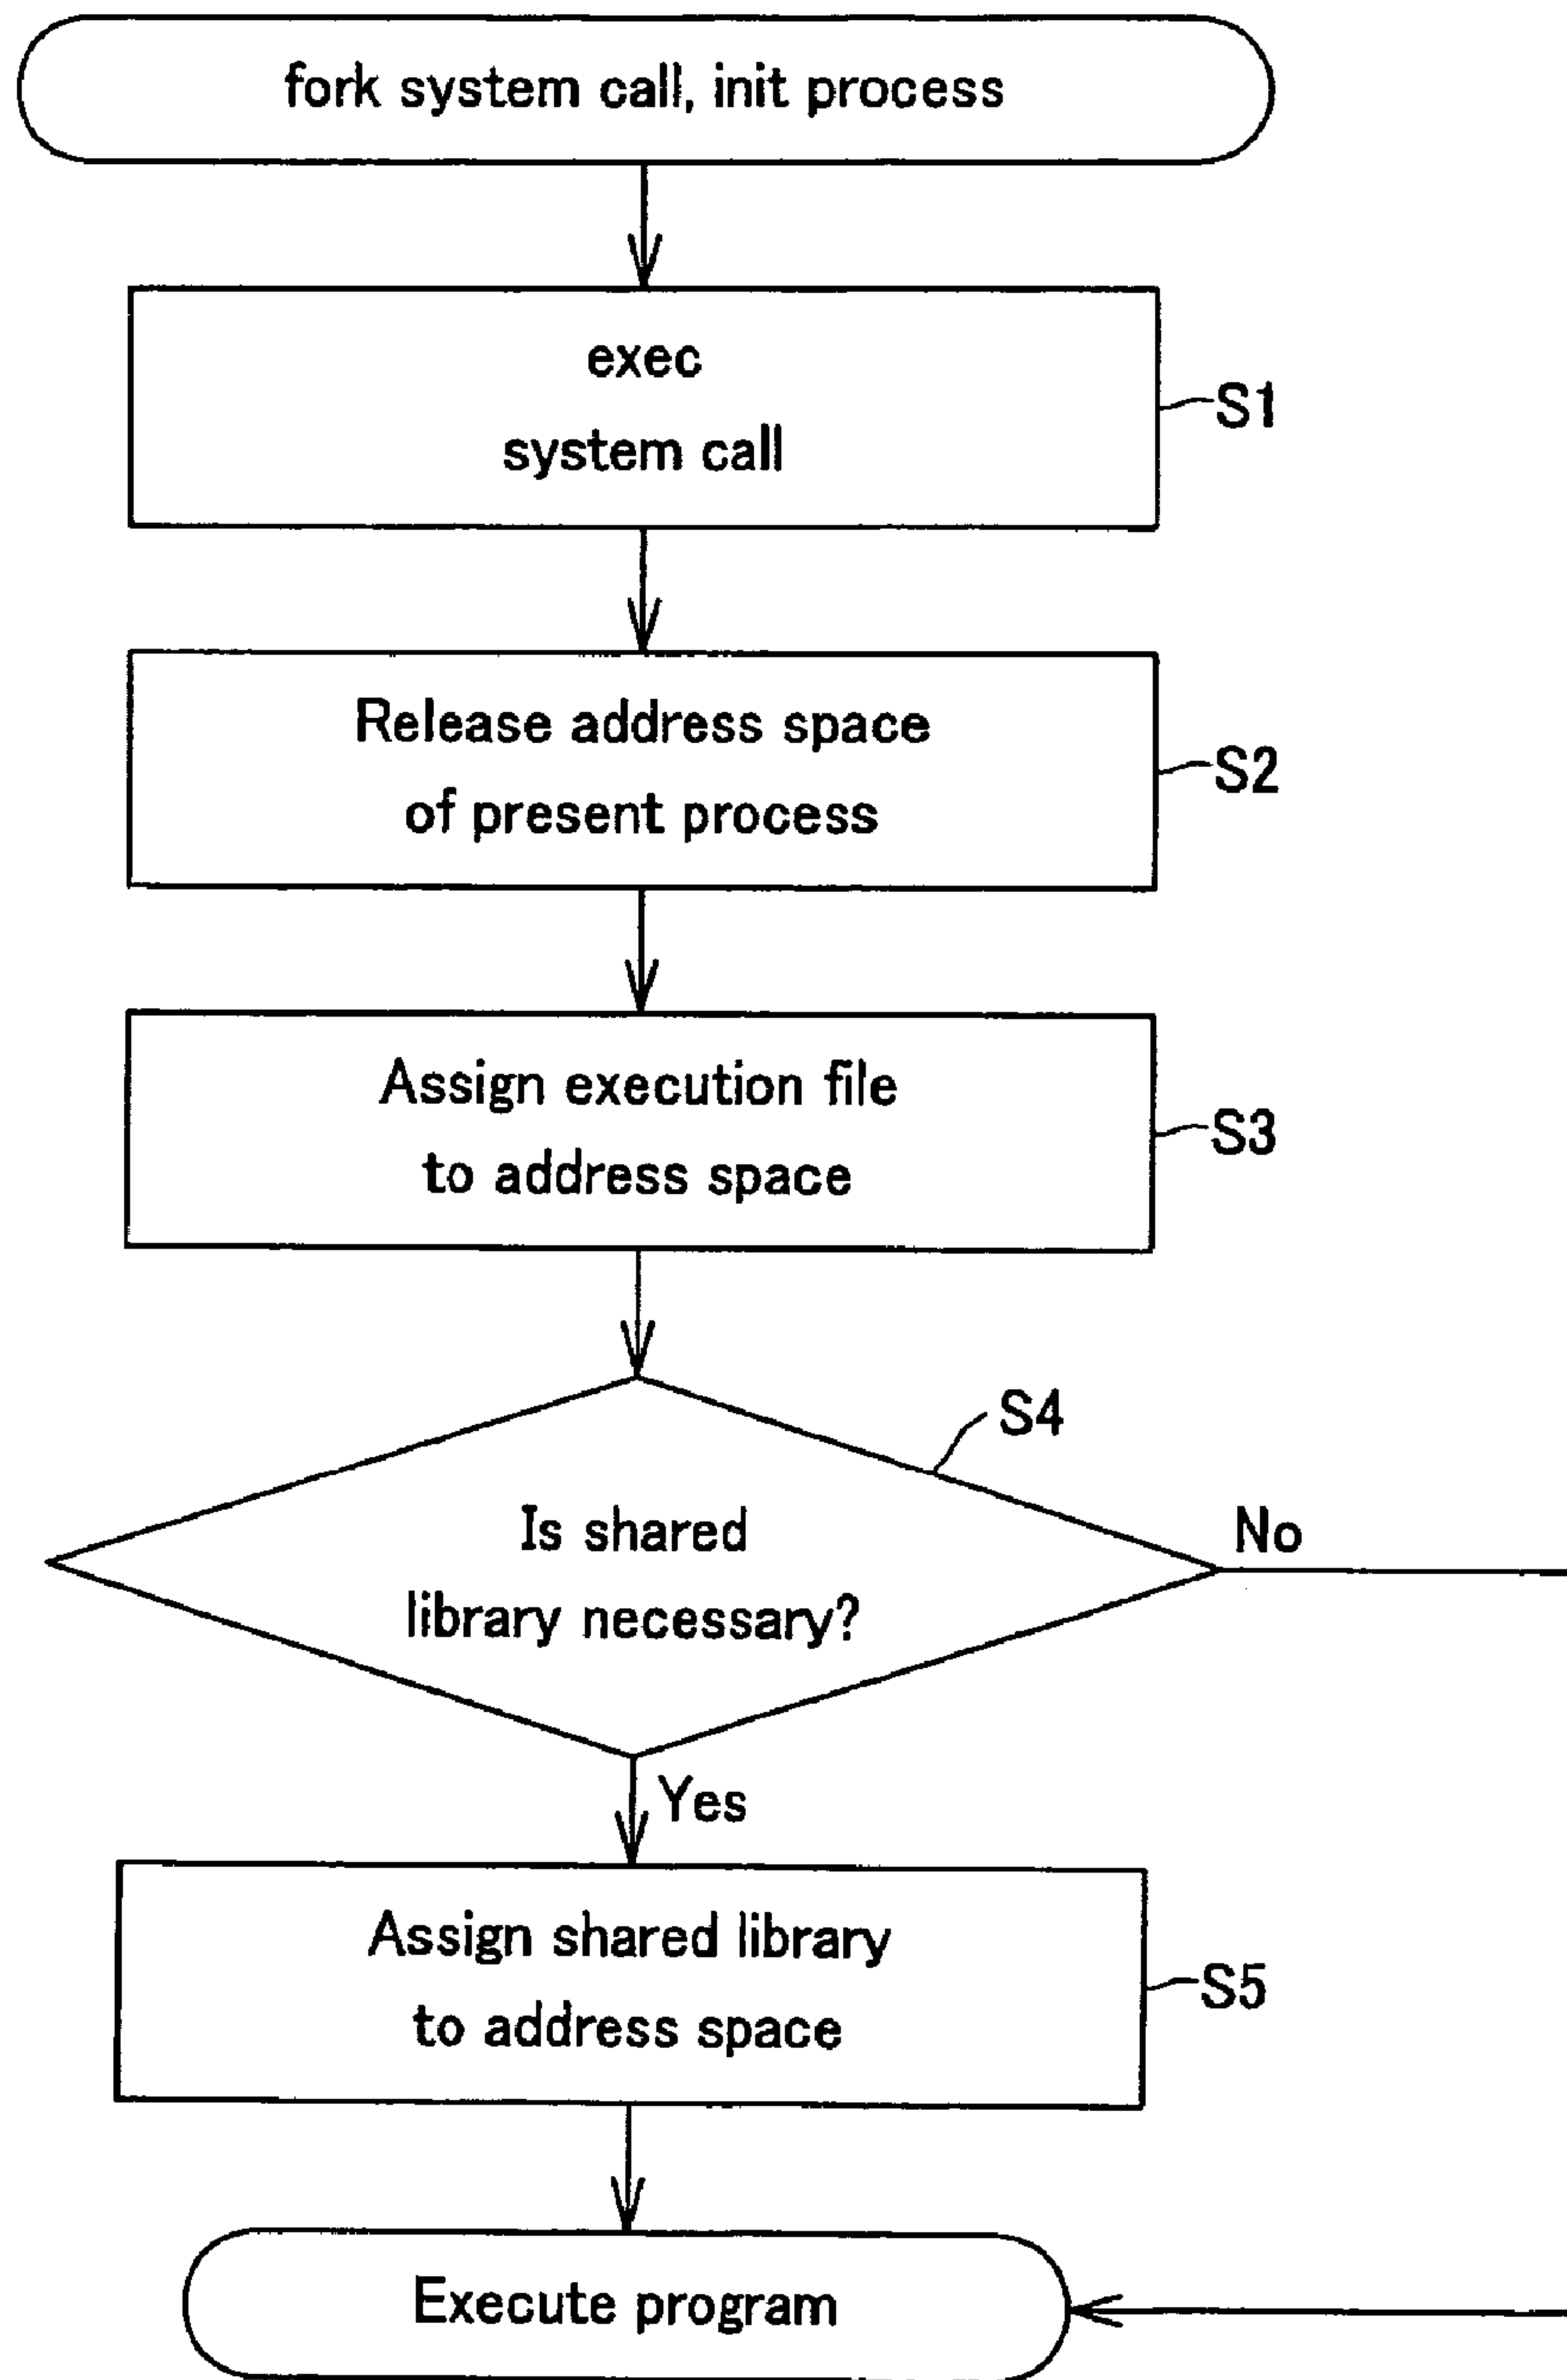 fork system call, init process
exec
system call
S1
Release address space
of present process
S2
Assign execution file
to address space
S3
S4
Is shared
library necessary?
No
Yes
Assign shared library
to address space
S5
Execute program